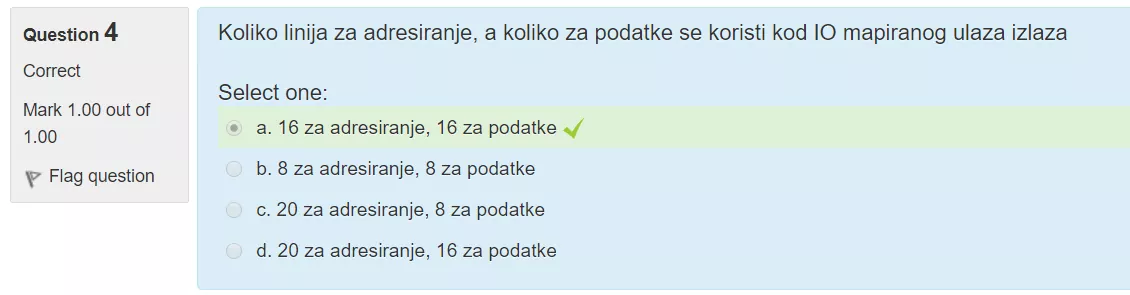 Question 4
Correct
Mark 1.00 out of
1.00
Flag question
Koliko linija za adresiranje, a koliko za podatke se koristi kod IO mapiranog ulaza izlaza
Select one:
a. 16 za adresiranje, 16 za podatke
b. 8 za adresiranje, 8 za podatke
c. 20 za adresiranje, 8 za podatke
d. 20 za adresiranje, 16 za podatke